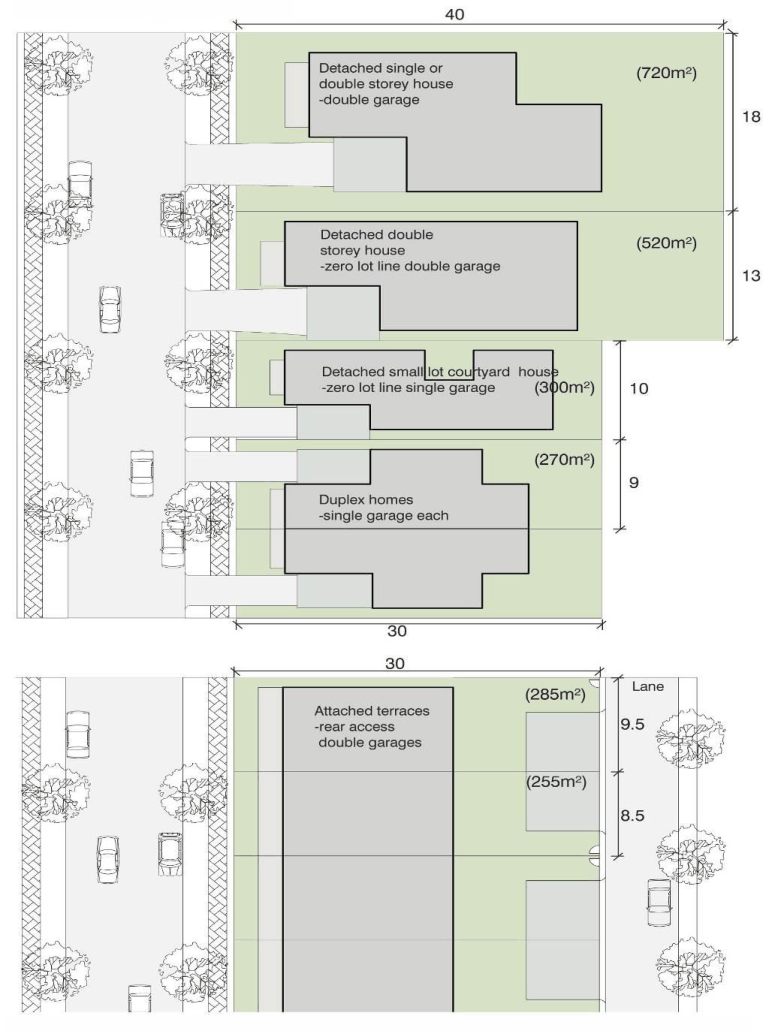 40
Detached single or
double storey house
-double garage
(720m²)
18
Detached double
storey house
-zero lot line double garage
(520m²)
13
Detached small lot courtyard house
-zero lot line single garage
(300m²)
10
(270m²)
9
Duplex homes
-single garage each
30
30
Lane
(285m²)
Attached terraces
-rear access
double garages
9.5
(255m²)
8.5